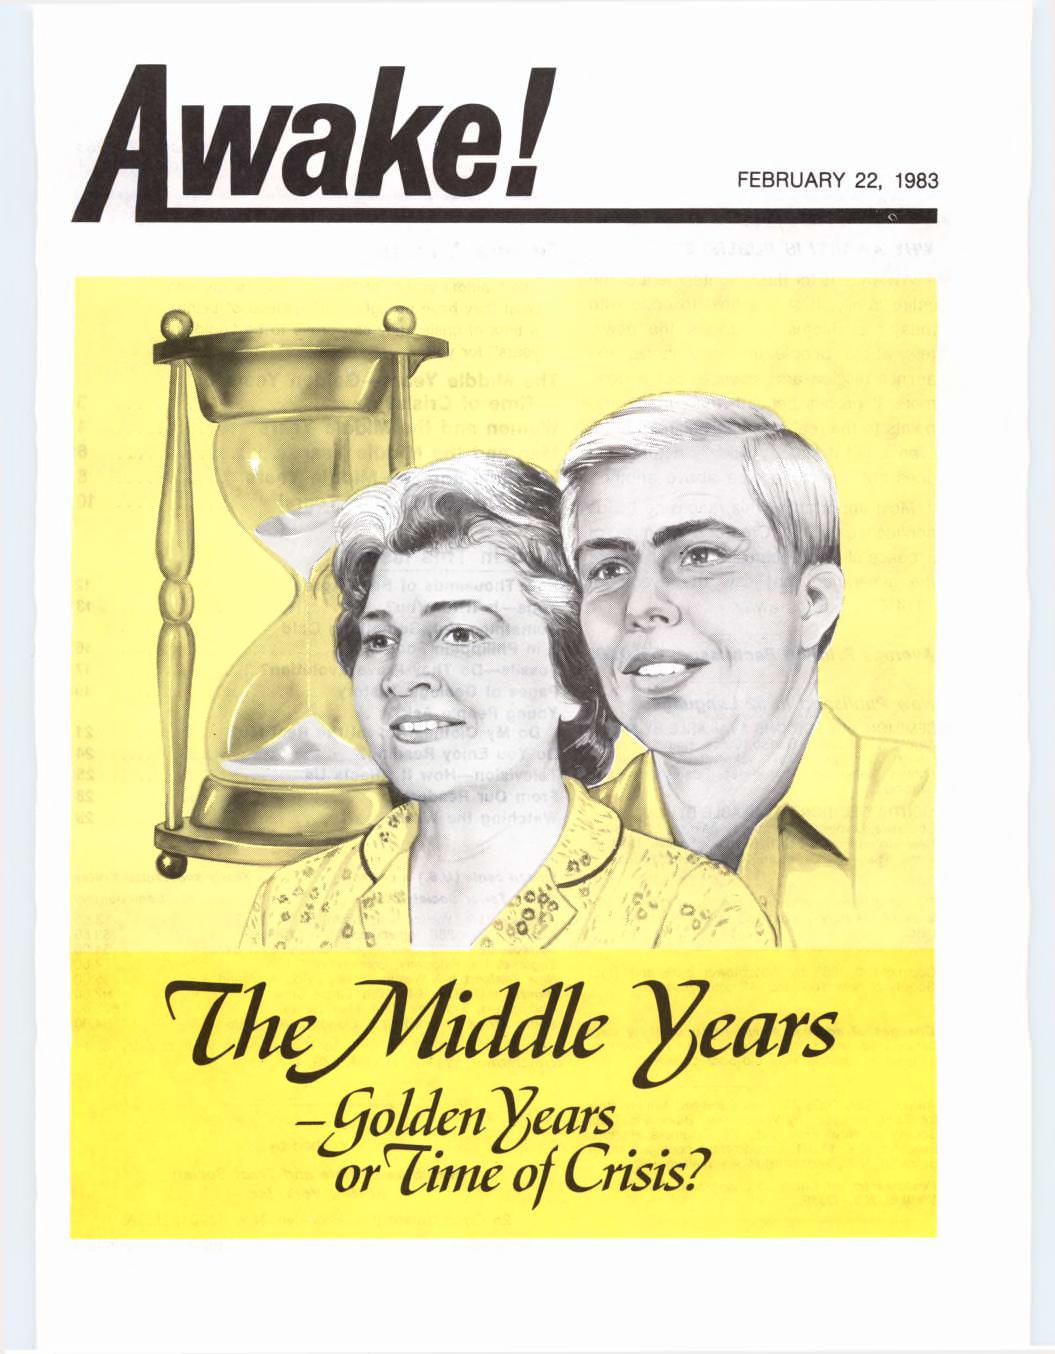 Awake!
FEBRUARY 22, 1983
The Middle Years
–Golden Years
or Time of Crisis?